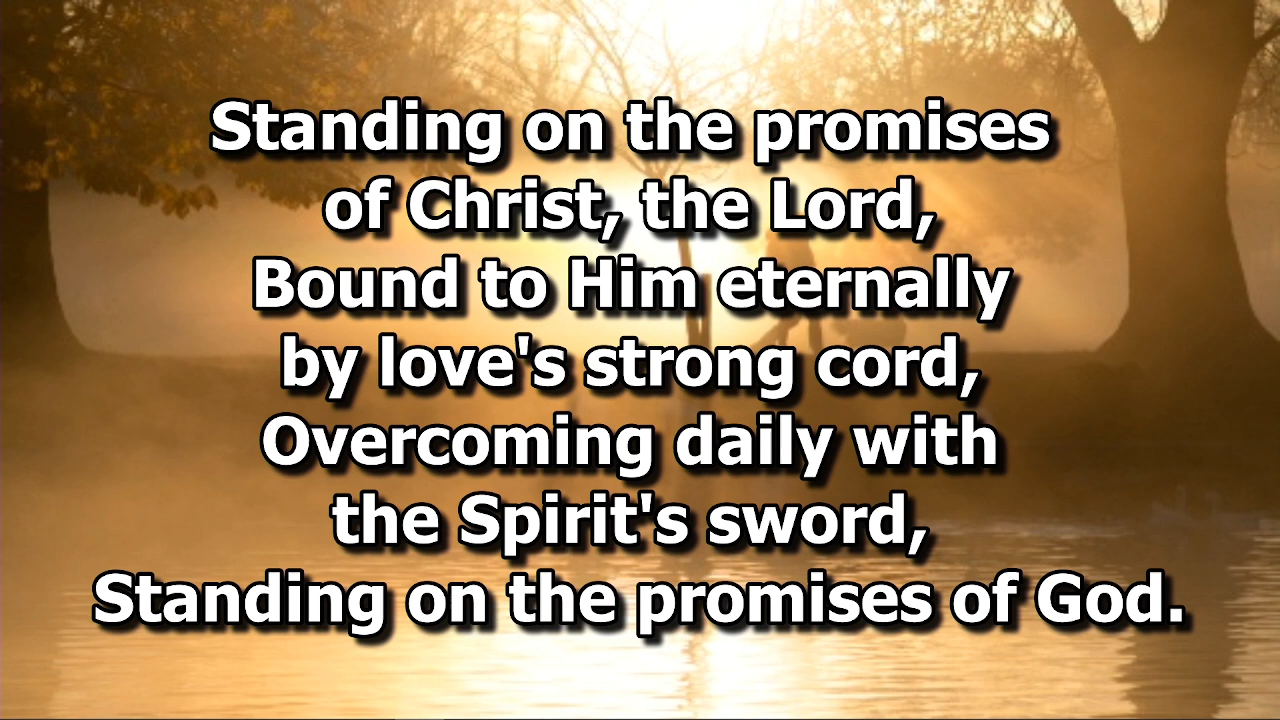 Standing on the promises
of Christ, the Lord,
Bound to Him eternally
by love's strong cord,
Overcoming daily with
the Spirit's sword,
Standing on the promises of God.